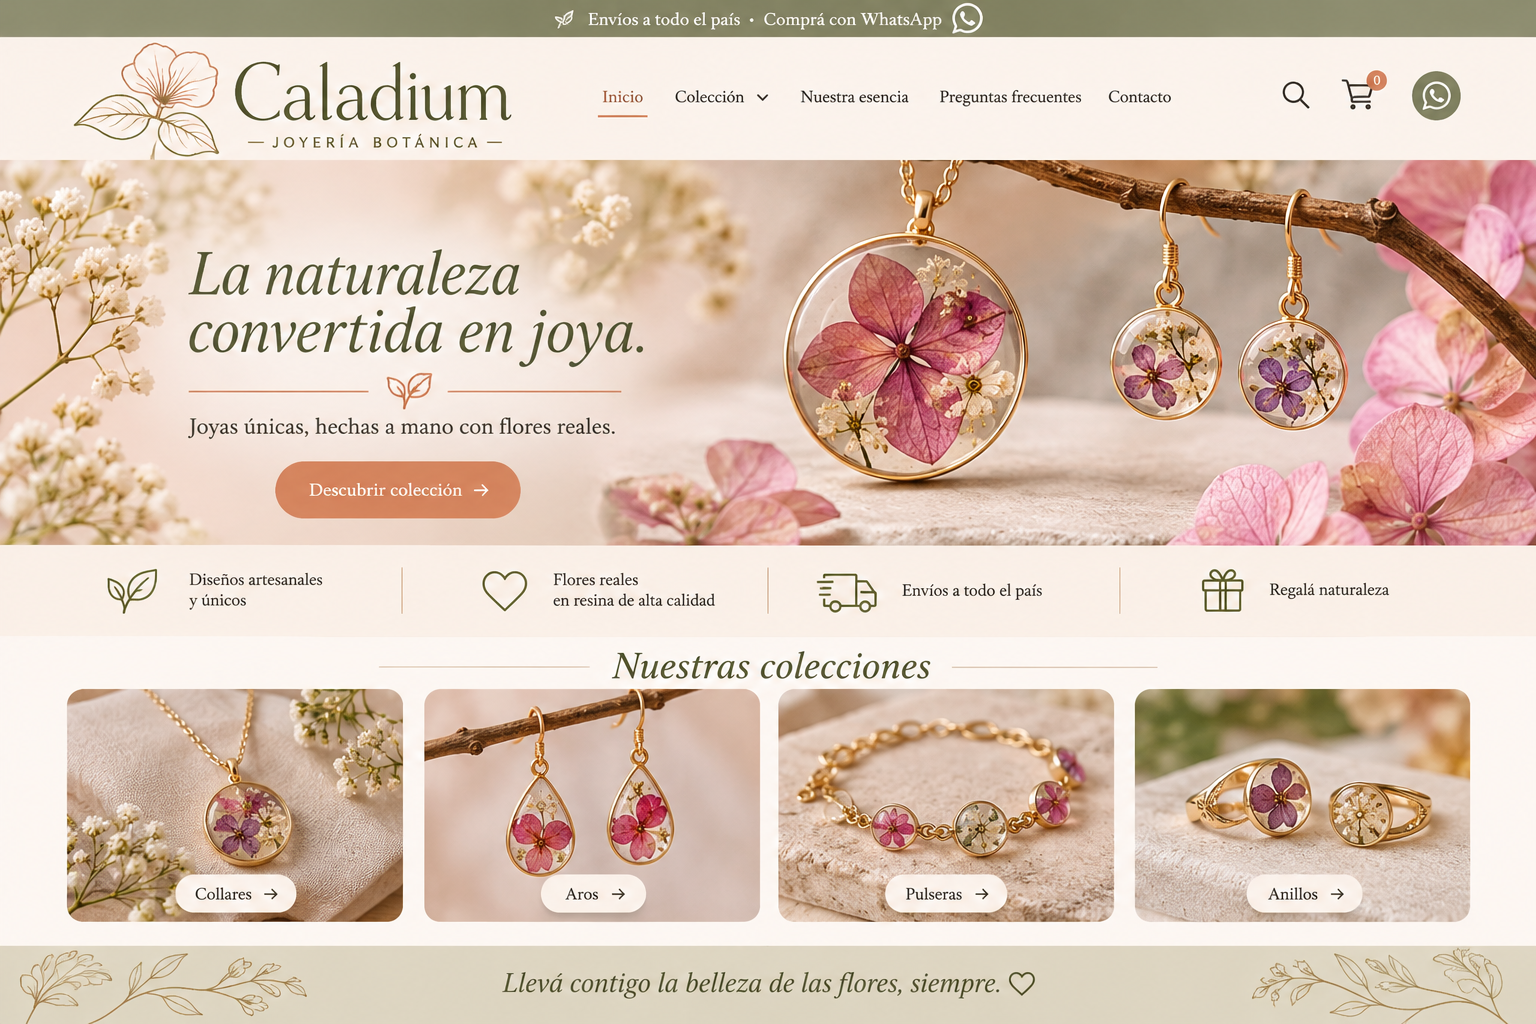 Envíos a todo el país • Comprá con WhatsApp
Caladium
— JOYERÍA BOTÁNICA —
Inicio
Colección
Nuestra esencia
Preguntas frecuentes
Contacto
0
La naturaleza
convertida en joya.
Joyas únicas, hechas a mano con flores reales.
Descubrir colección →
Diseños artesanales
y únicos
Flores reales
en resina de alta calidad
Envíos a todo el país
Regalá naturaleza
Nuestras colecciones
Collares →
Aros →
Pulseras →
Anillos →
Llevá contigo la belleza de las flores, siempre. ♡